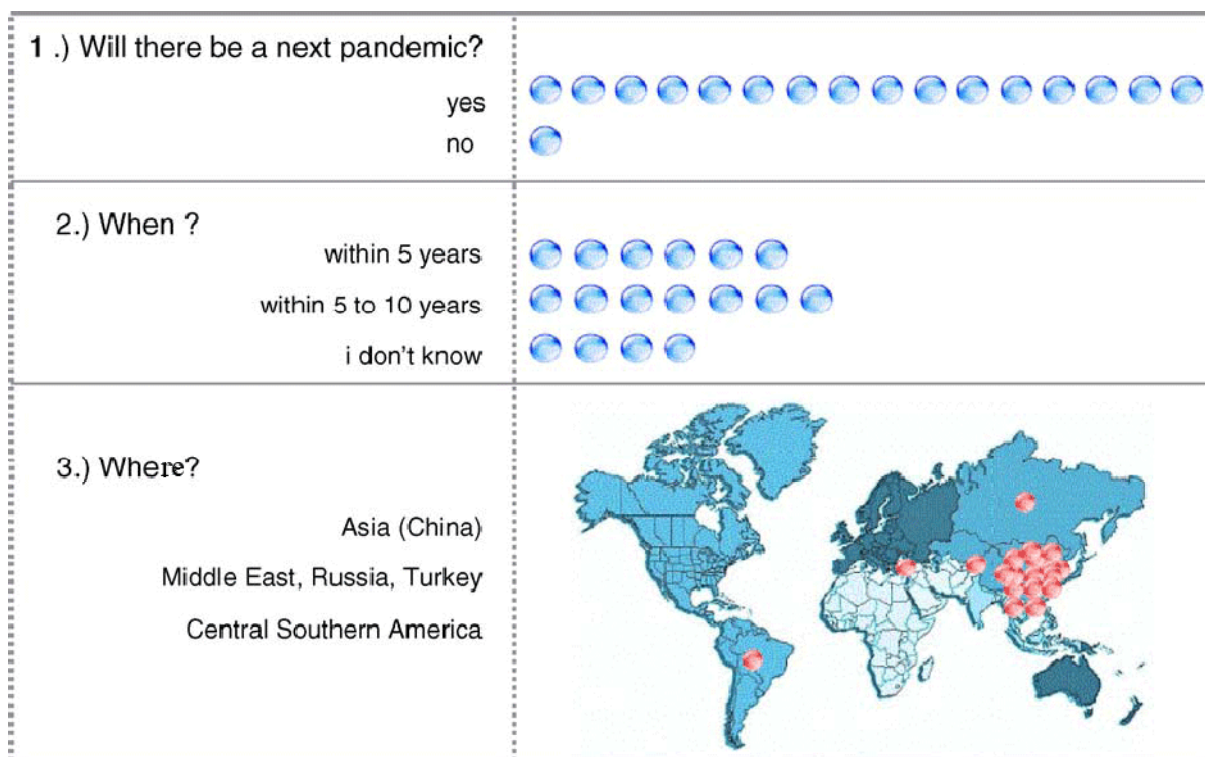 1 .) Will there be a next pandemic?
yes
no
2.) When ?
within 5 years
within 5 to 10 years
i don't know
3.) Where?
Asia (China)
Middle East, Russia, Turkey
Central Southern America